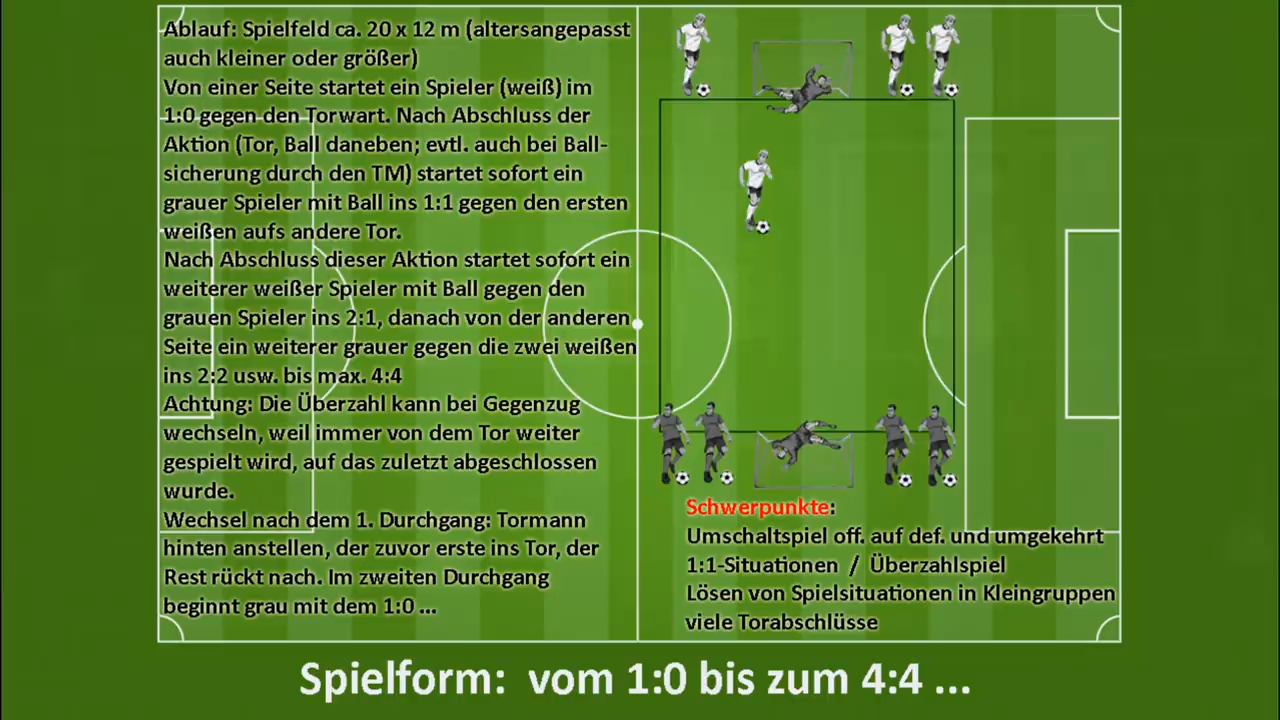 Ablauf: Spielfeld ca. 20 x 12 m (altersangepasst
auch kleiner oder größer)
Von einer Seite startet ein Spieler (weiß) im
1:0 gegen den Torwart. Nach Abschluss der
Aktion (Tor, Ball daneben; evtl. auch bei Ball-
sicherung durch den TM) startet sofort ein
grauer Spieler mit Ball ins 1:1 gegen den ersten
weißen aufs andere Tor.
Nach Abschluss dieser Aktion startet sofort ein
weiterer weißer Spieler mit Ball gegen den
grauen Spieler ins 2:1, danach von der anderen
Seite ein weiterer grauer gegen die zwei weißen
ins 2:2 usw. bis max. 4:4
Achtung: Die Überzahl kann bei Gegenzug
wechseln, weil immer von dem Tor weiter
gespielt wird, auf das zuletzt abgeschlossen
wurde.
Wechsel nach dem 1. Durchgang: Tormann
hinten anstellen, der zuvor erste ins Tor, der
Rest rückt nach. Im zweiten Durchgang
beginnt grau mit dem 1:0 ...
Schwerpunkte:
Umschaltspiel off. auf def. und umgekehrt
1:1-Situationen / Überzahlspiel
Lösen von Spielsituationen in Kleingruppen
viele Torabschlüsse
Spielform: vom 1:0 bis zum 4:4 ...